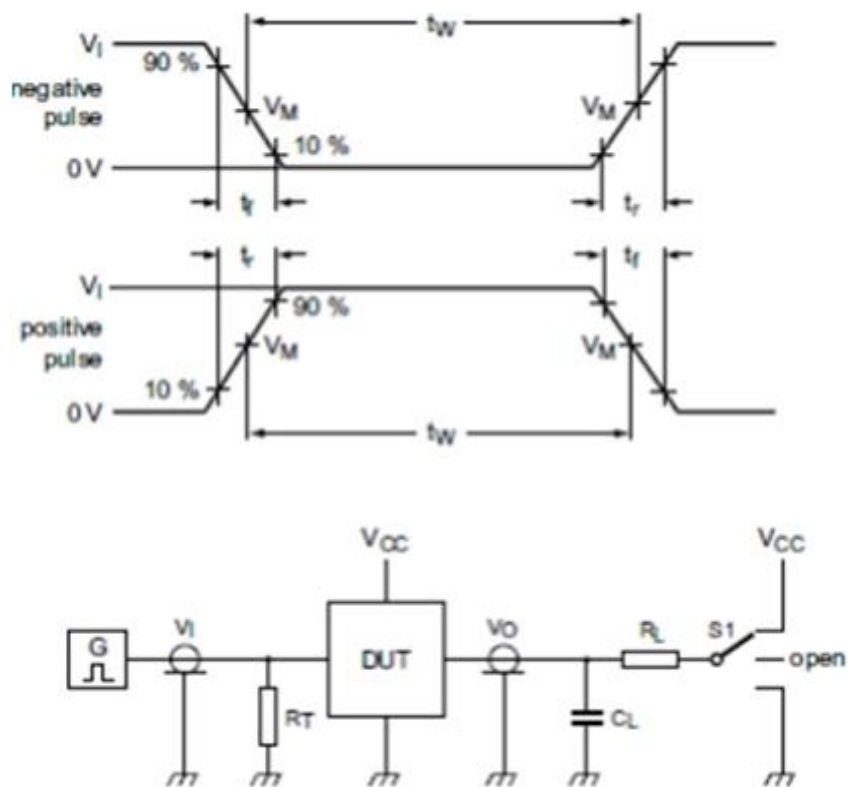 tW
VI
90 %
negative
pulse
VM
VM
10 %
0 V
tf
tr
tr
tf
VI
90 %
positive
pulse
VM
VM
10 %
0 V
tW
VCC
VCC
G
VI
DUT
VO
RL
S1
open
RT
CL